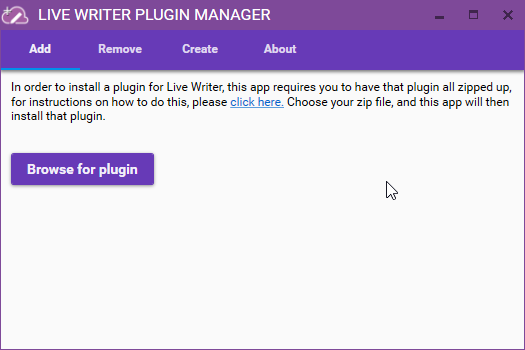 LIVE WRITER PLUGIN MANAGER
Add Remove Create About
In order to install a plugin for Live Writer, this app requires you to have that plugin all zipped up,
for instructions on how to do this, please click here. Choose your zip file, and this app will then
install that plugin.
Browse for plugin